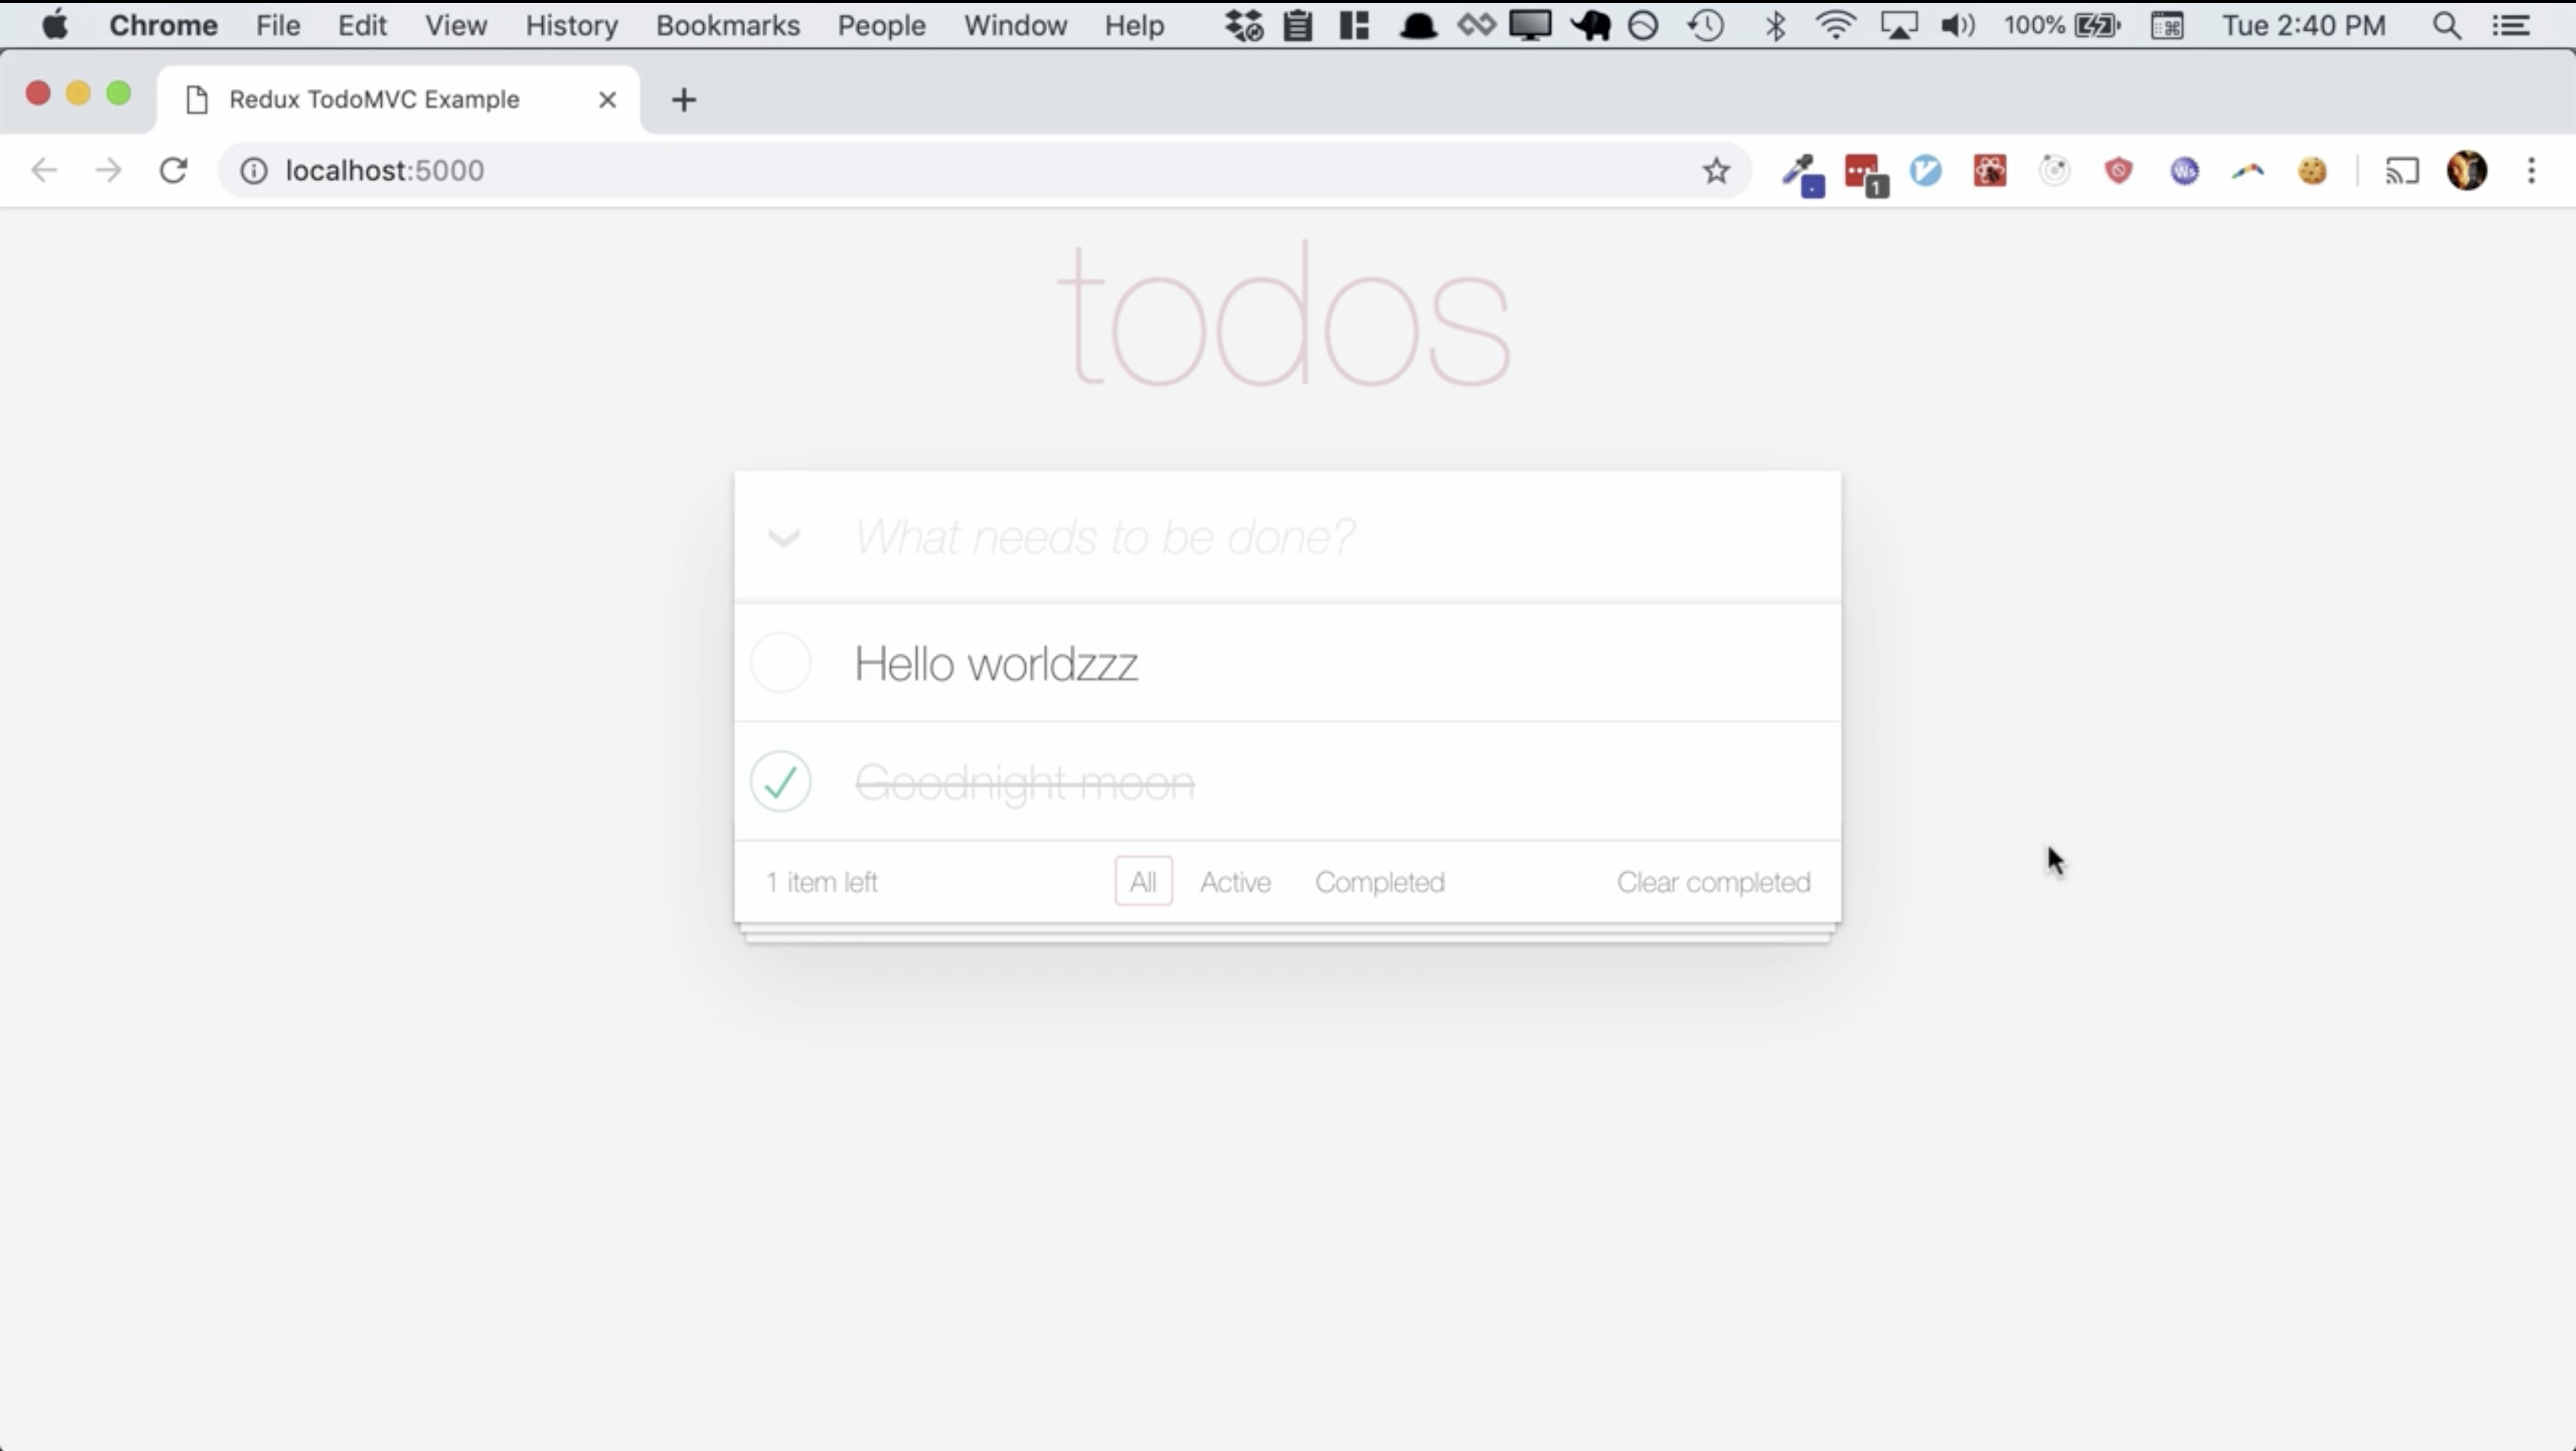 Chrome File Edit View History Bookmarks People Window Help 100% Tue 2:40 PM
Redux TodoMVC Example
localhost:5000 1 Ws
todos
What needs to be done?
Hello worldzzz
Goodnight moon
1 item left All Active Completed Clear completed